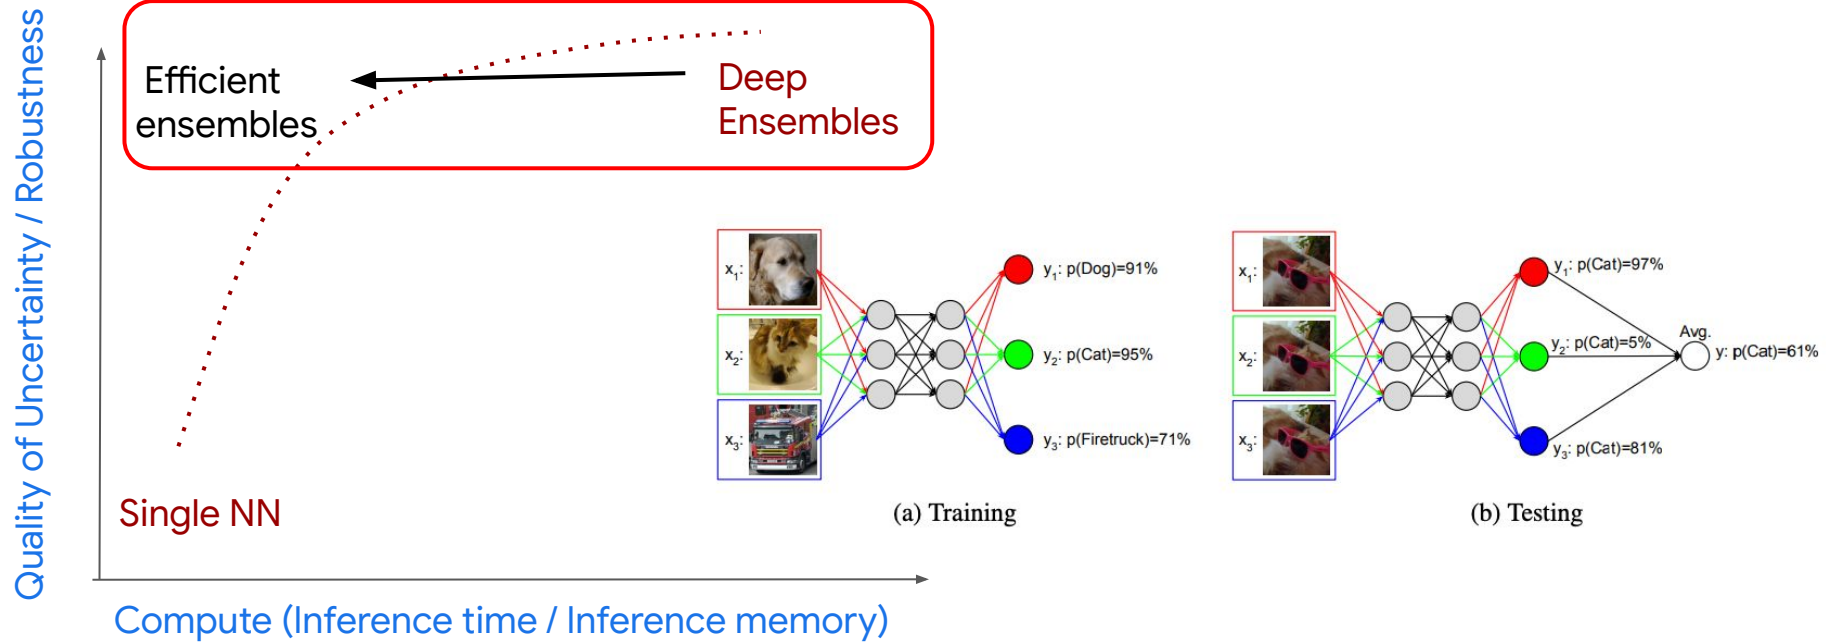 Quality of Uncertainty / Robustness
Efficient
ensembles
Deep
Ensembles
Single NN
Compute (Inference time / Inference memory)
x1:
x2:
x3:
y1: p(Dog)=91%
y2: p(Cat)=95%
y3: p(Firetruck)=71%
(a) Training
x1:
x2:
x3:
y1: p(Cat)=97%
y2: p(Cat)=5%
y3: p(Cat)=81%
Avg.
y: p(Cat)=61%
(b) Testing